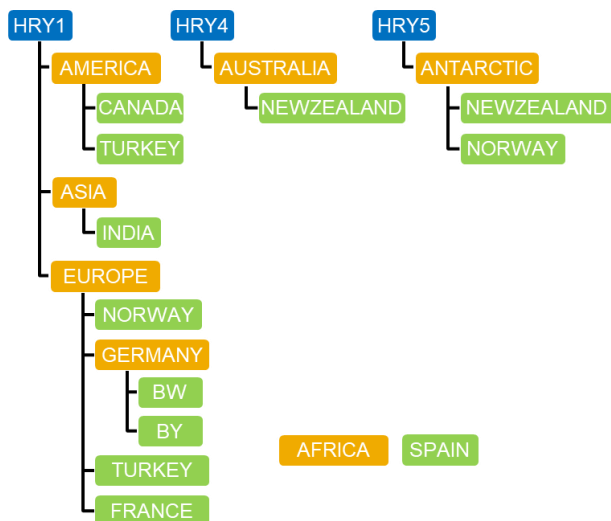 HRY1
AMERICA
CANADA
TURKEY
ASIA
INDIA
EUROPE
NORWAY
GERMANY
BW
BY
TURKEY
FRANCE
HRY4
AUSTRALIA
NEWZEALAND
HRY5
ANTARCTIC
NEWZEALAND
NORWAY
AFRICA
SPAIN